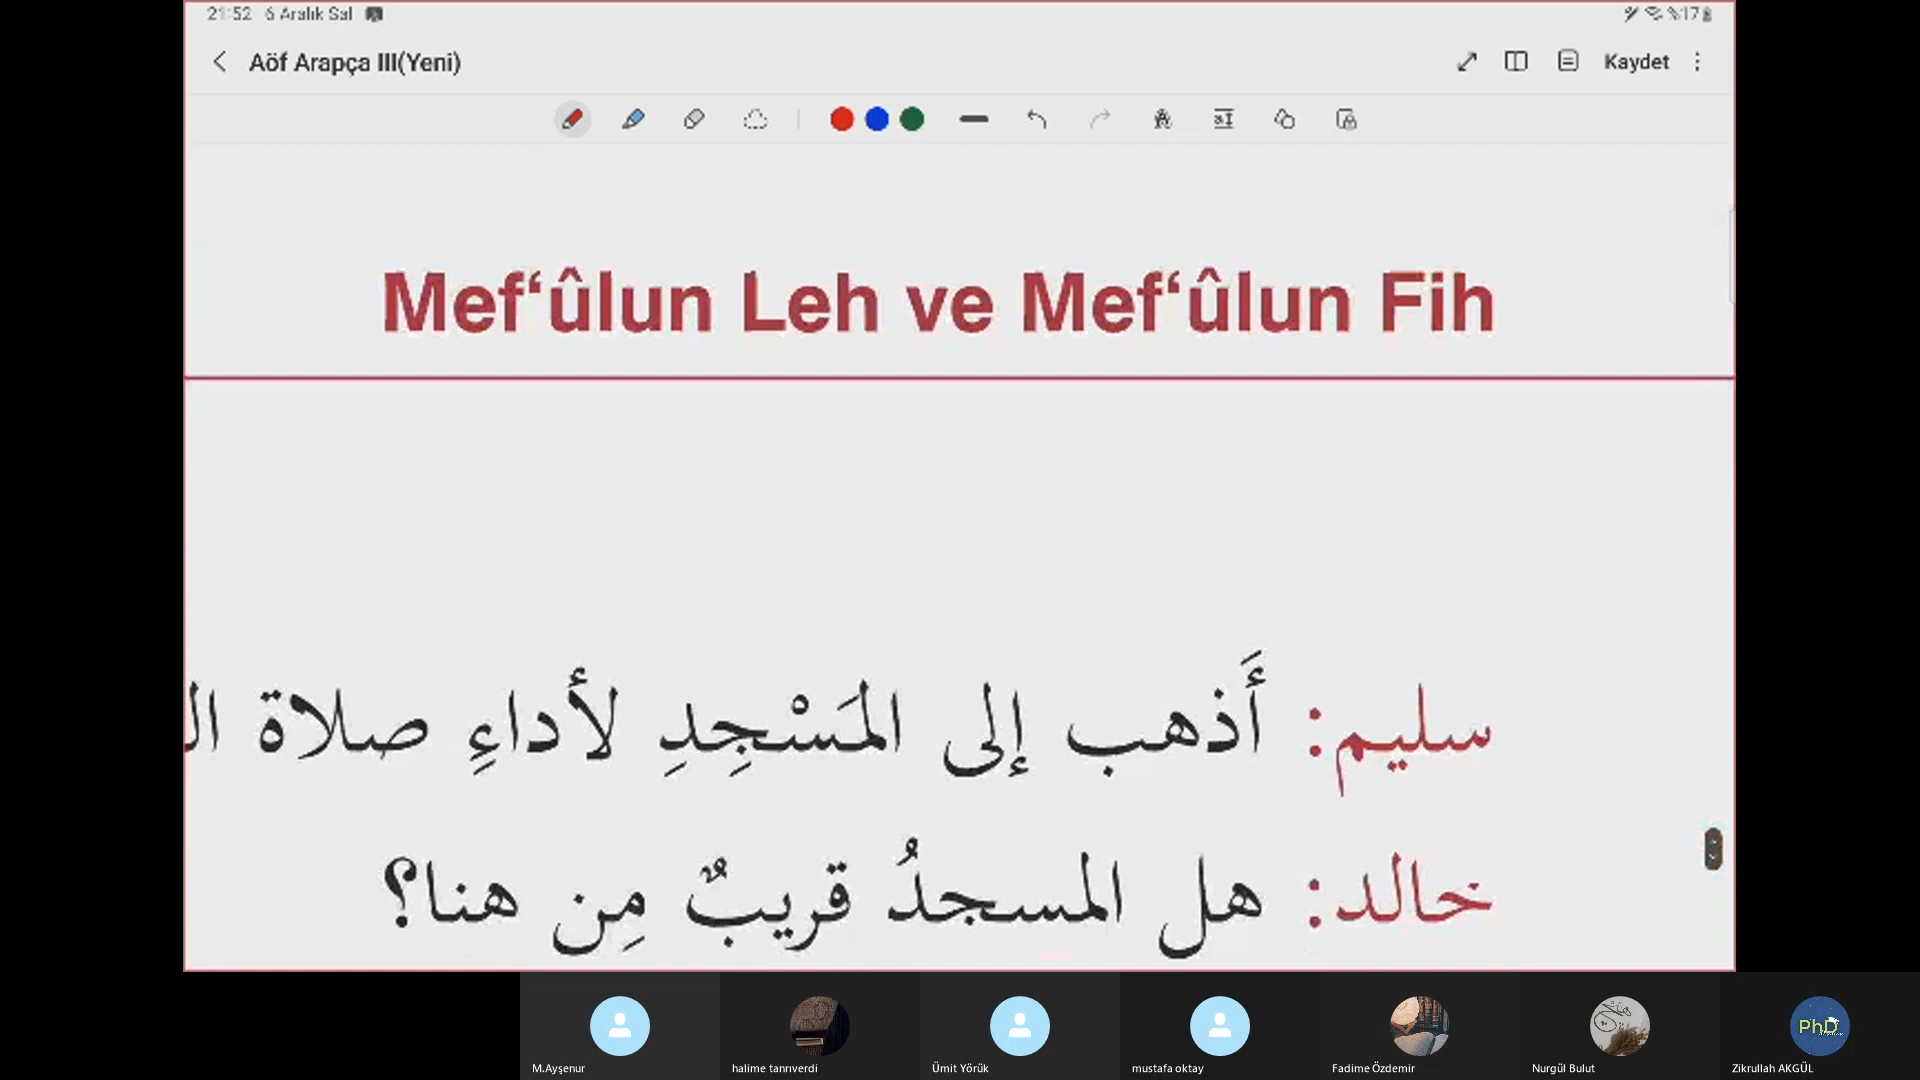 21:52 6 Aralık Sal
%17
Aöf Arapça III(Yeni)
Kaydet
Mef‘ûlun Leh ve Mef‘ûlun Fih
سليم: أَذهب إلى المَسْجِدِ لأداءِ صلاة
خالد: هل المسجدُ قريبٌ مِن هنا؟
M.Ayşenur
halime tanrıverdi
Ümit Yörük
mustafa oktay
Fadime Özdemir
Nurgül Bulut
PhD
Zikrullah AKGÜL